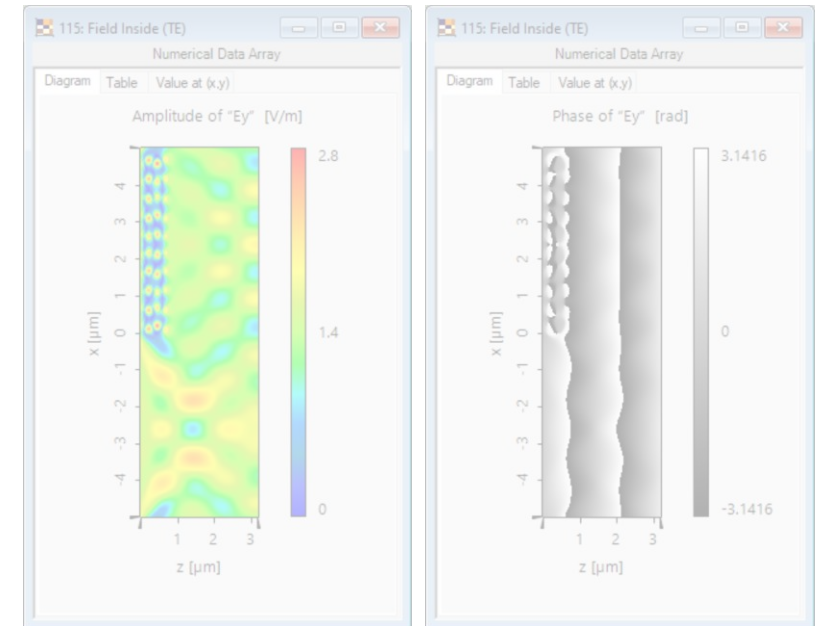 115: Field Inside (TE)
Numerical Data Array
Diagram Table Value at (x,y)
Amplitude of "Ey" [V/m]
2.8
1.4
0
4
3
2
1
0
-1
-2
-3
-4
x [µm]
1 2 3
z [µm]
115: Field Inside (TE)
Numerical Data Array
Diagram Table Value at (x,y)
Phase of "Ey" [rad]
3.1416
0
-3.1416
4
3
2
1
0
-1
-2
-3
-4
x [µm]
1 2 3
z [µm]